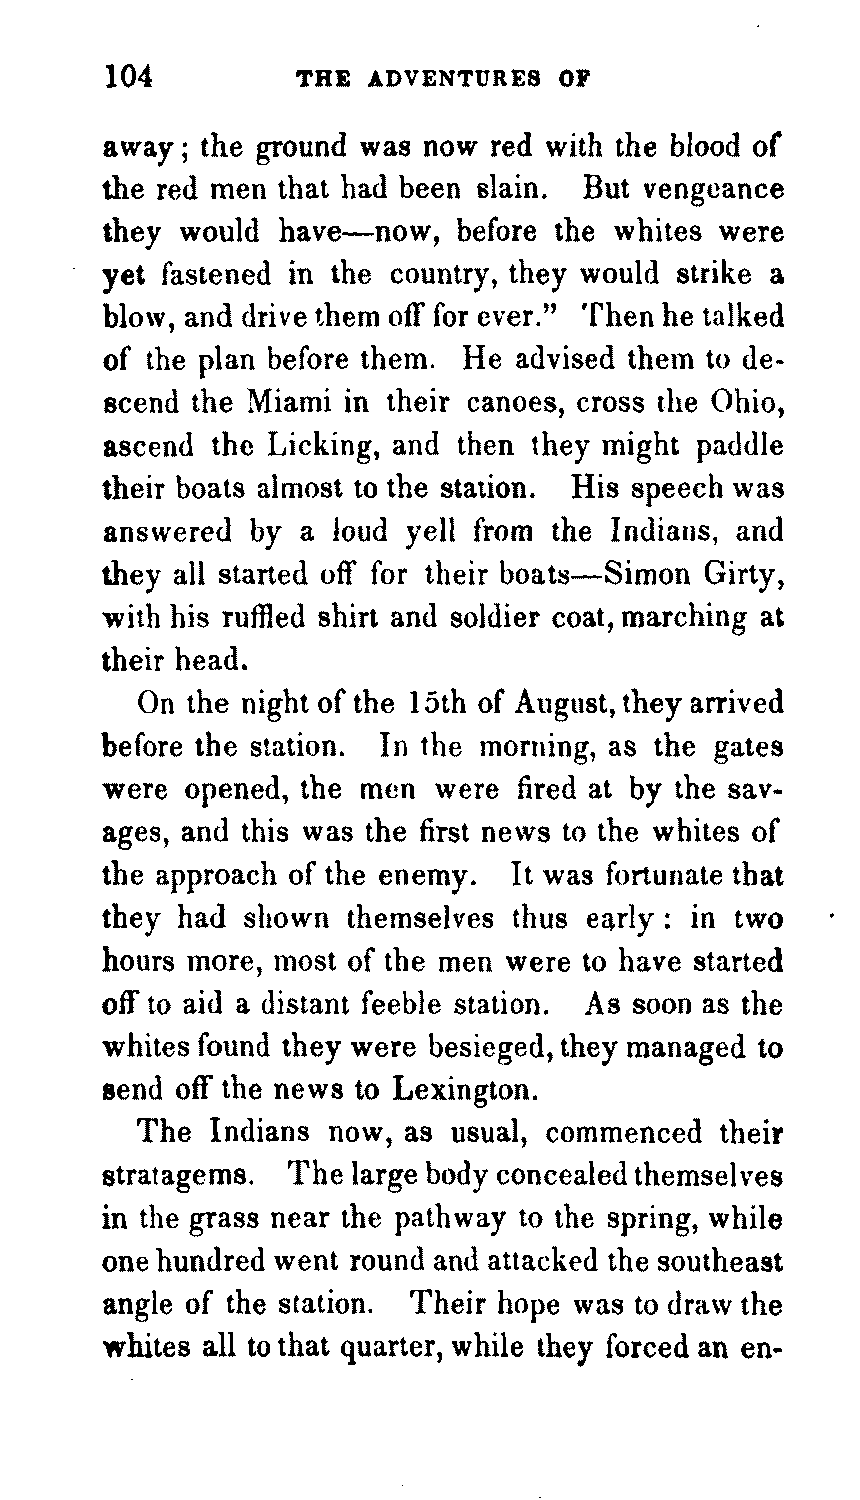 104 THE ADVENTURES OF
away; the ground was now red with the blood of
the red men that had been slain. But vengeance
they would have—now, before the whites were
yet fastened in the country, they would strike a
blow, and drive them off for ever.” Then he talked
of the plan before them. He advised them to de-
scend the Miami in their canoes, cross the Ohio,
ascend the Licking, and then they might paddle
their boats almost to the station. His speech was
answered by a loud yell from the Indians, and
they all started off for their boats—Simon Girty,
with his ruffled shirt and soldier coat, marching at
their head.
On the night of the 15th of August, they arrived
before the station. In the morning, as the gates
were opened, the men were fired at by the sav-
ages, and this was the first news to the whites of
the approach of the enemy. It was fortunate that
they had shown themselves thus early: in two
hours more, most of the men were to have started
off to aid a distant feeble station. As soon as the
whites found they were besieged, they managed to
send off the news to Lexington.
The Indians now, as usual, commenced their
stratagems. The large body concealed themselves
in the grass near the pathway to the spring, while
one hundred went round and attacked the southeast
angle of the station. Their hope was to draw the
whites all to that quarter, while they forced an en-